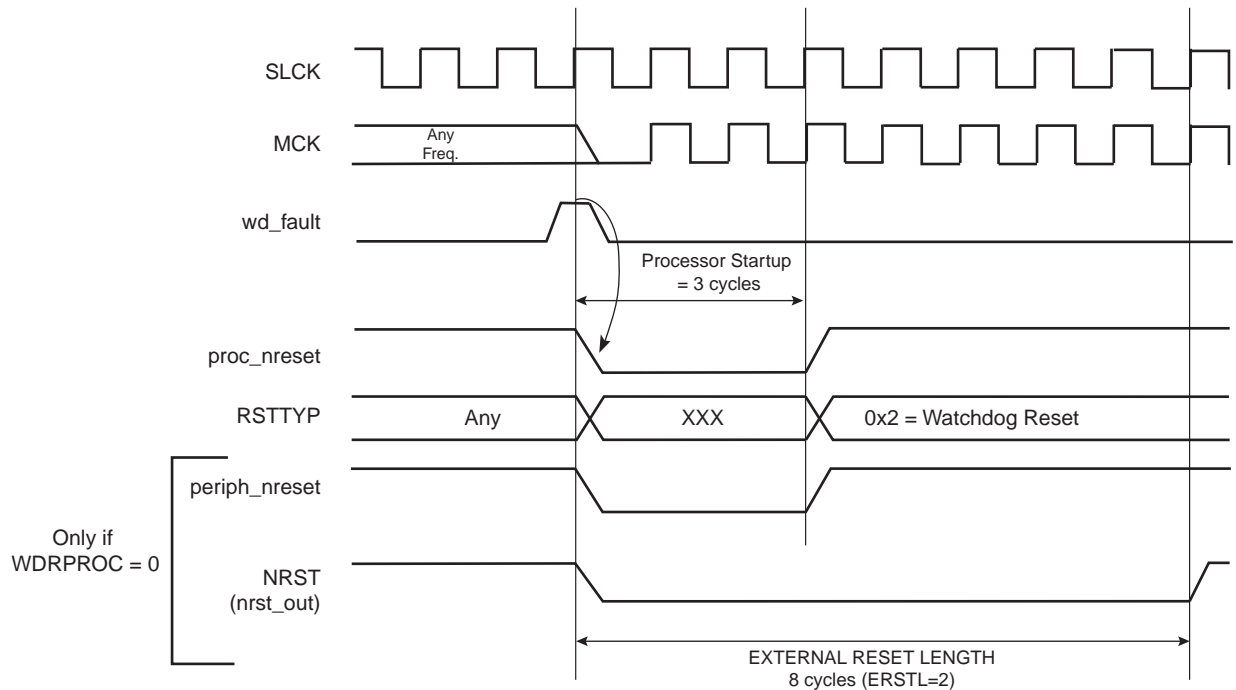 SLCK
MCK
Any
Freq.
wd_fault
Processor Startup
= 3 cycles
proc_nreset
RSTTYP
Any
XXX
0x2 = Watchdog Reset
periph_nreset
Only if
WDRPROC = 0
NRST
(nrst_out)
EXTERNAL RESET LENGTH
8 cycles (ERSTL=2)